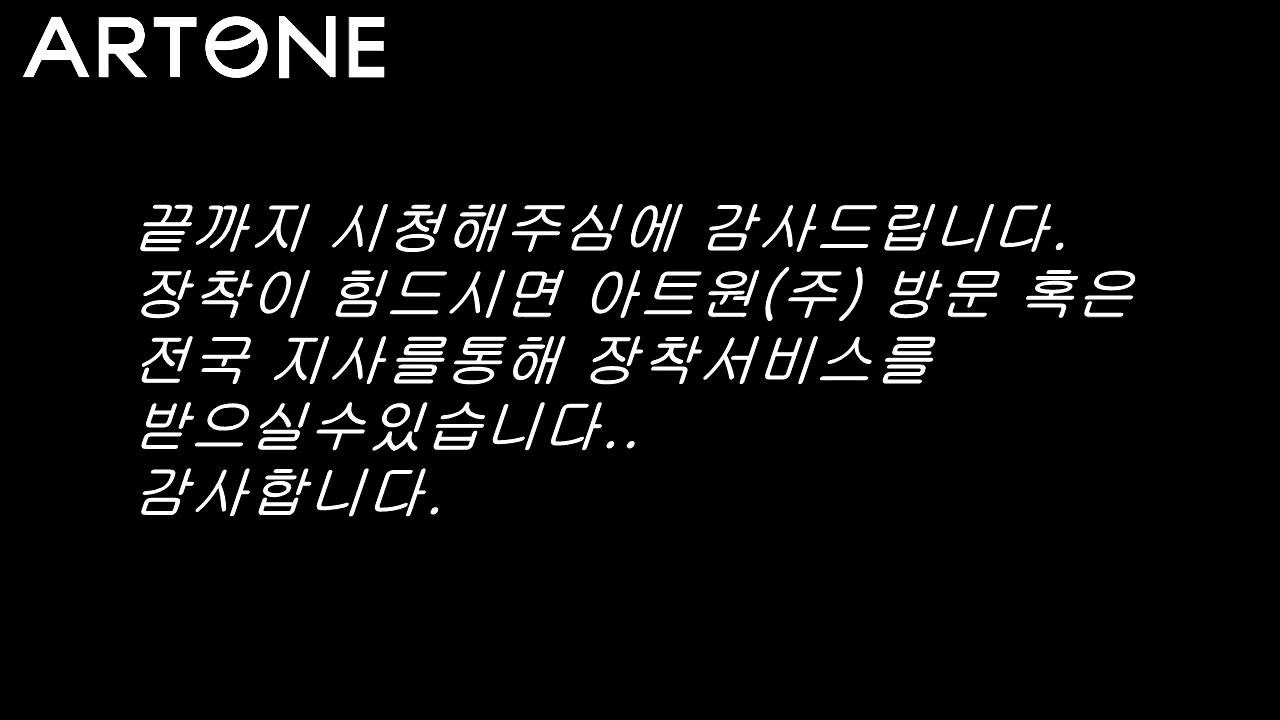 ARTONE
끝까지 시청해주심에 감사드립니다.
장착이 힘드시면 아트원(주) 방문 혹은
전국 지사를통해 장착서비스를
받으실수있습니다..
감사합니다.